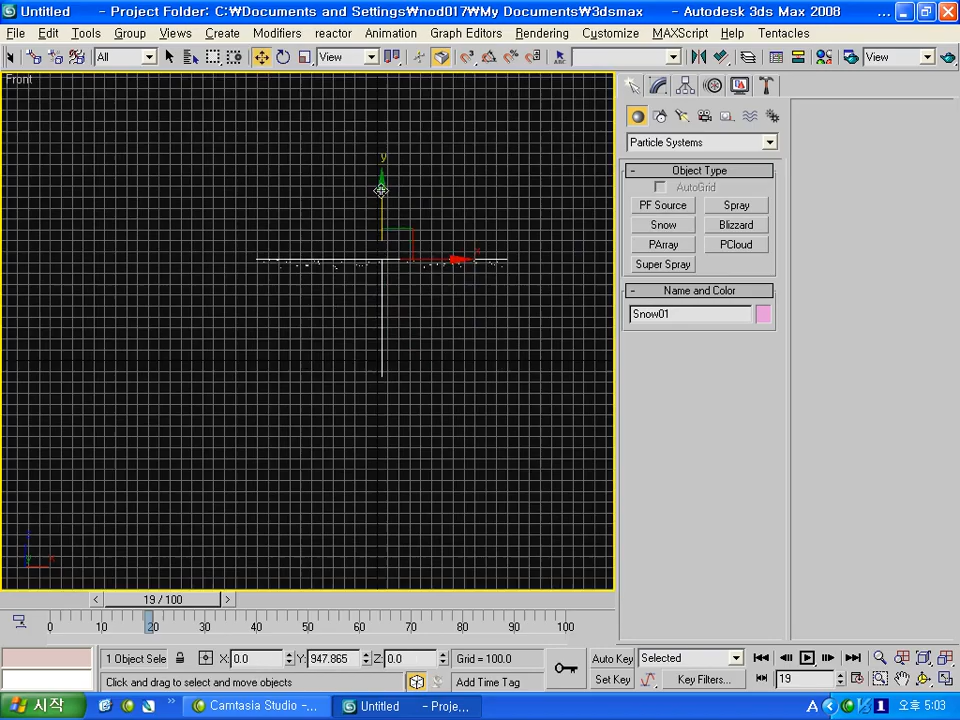 Untitled - Project Folder: C:₩Documents and Settings₩nod017₩My Documents₩3dsmax - Autodesk 3ds Max 2008 ...
File Edit Tools Group Views Create Modifiers reactor Animation Graph Editors Rendering Customize MAXScript Help Tentacles
All View View
Front
Particle Systems
Object Type
AutoGrid
PF Source Spray
Snow Blizzard
PArray PCloud
Super Spray
Name and Color
Snow01
y
x
x
19 / 100
0 10 20 30 40 50 60 70 80 90 100
1 Object Sele X: 0.0 Y: 947.865 Z: 0.0 Grid = 100.0 Auto Key Selected
Click and drag to select and move objects Add Time Tag Set Key Key Filters... 19
시작 Camtasia Studio -... Untitled - Proje... A 오후 5:03